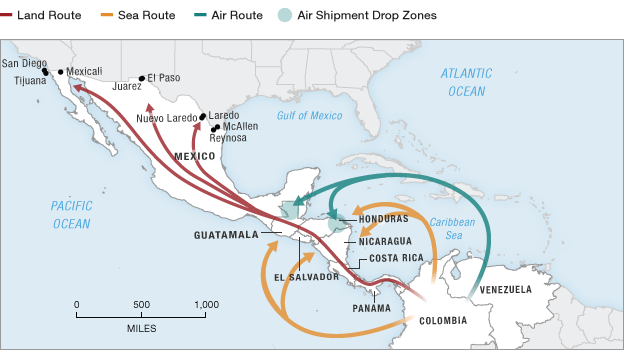 Land Route
Sea Route
Air Route
Air Shipment Drop Zones
San Diego
Tijuana
Mexicali
El Paso
Juarez
Nuevo Laredo
Laredo
McAllen
Reynosa
MEXICO
Gulf of Mexico
ATLANTIC
OCEAN
PACIFIC
OCEAN
GUATAMALA
HONDURAS
Caribbean
Sea
NICARAGUA
COSTA RICA
EL SALVADOR
PANAMA
VENEZUELA
COLOMBIA
0 500 1,000
MILES